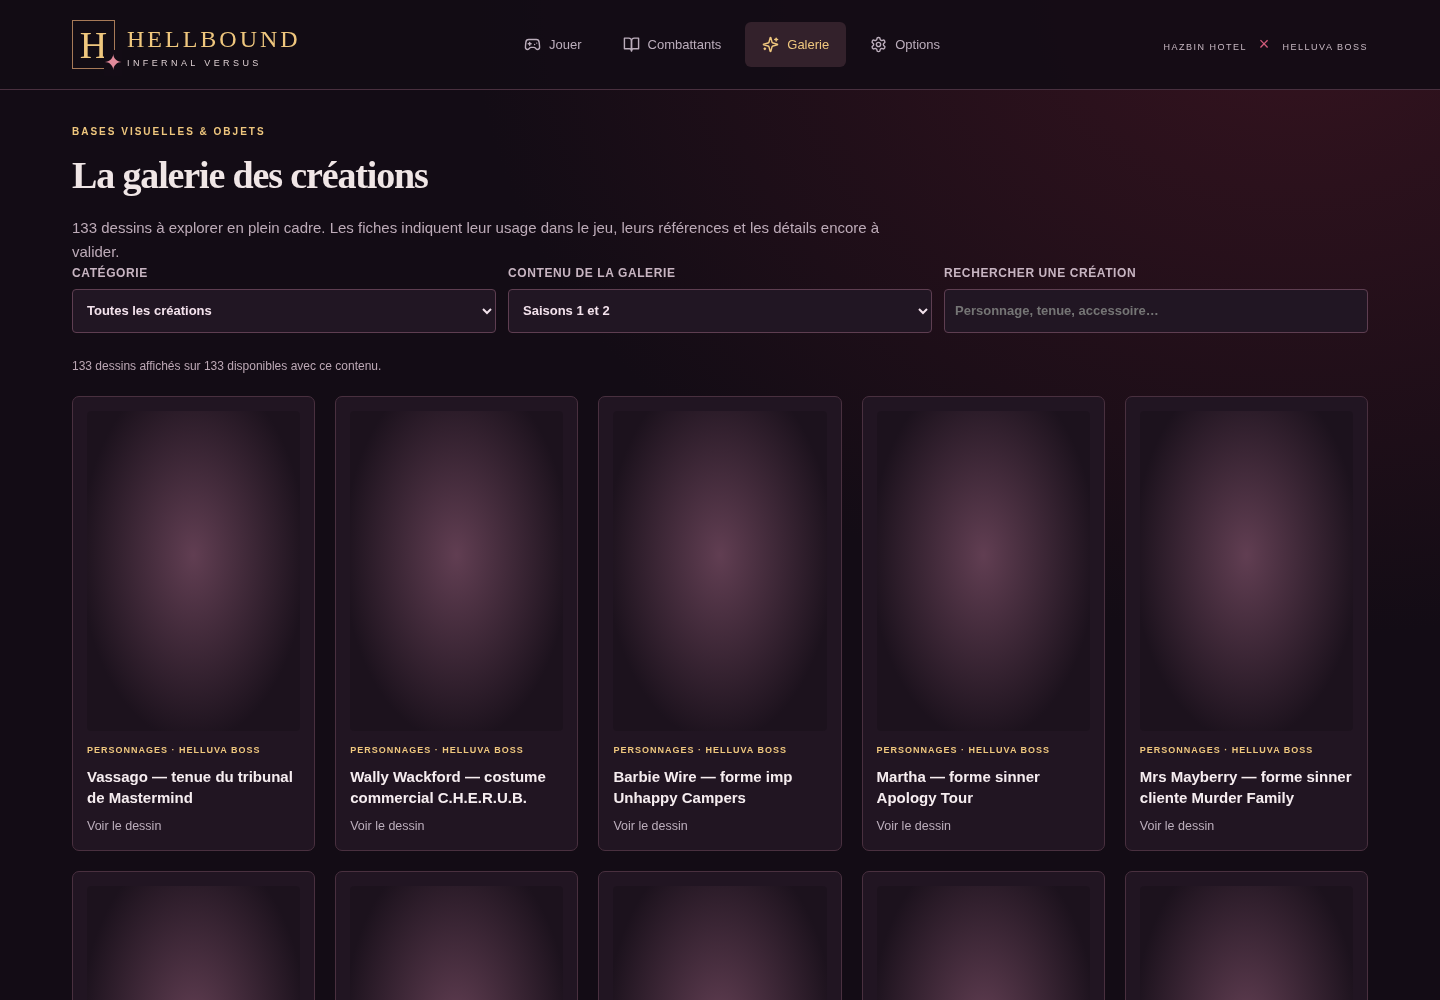 H
HELLBOUND
INFERNAL VERSUS
Jouer
Combattants
Galerie
Options
HAZBIN HOTEL × HELLUVA BOSS
BASES VISUELLES & OBJETS
La galerie des créations
133 dessins à explorer en plein cadre. Les fiches indiquent leur usage dans le jeu, leurs références et les détails encore à
valider.
CATÉGORIE
Toutes les créations
CONTENU DE LA GALERIE
Saisons 1 et 2
RECHERCHER UNE CRÉATION
Personnage, tenue, accessoire…
133 dessins affichés sur 133 disponibles avec ce contenu.
PERSONNAGES · HELLUVA BOSS
Vassago — tenue du tribunal
de Mastermind
Voir le dessin
PERSONNAGES · HELLUVA BOSS
Wally Wackford — costume
commercial C.H.E.R.U.B.
Voir le dessin
PERSONNAGES · HELLUVA BOSS
Barbie Wire — forme imp
Unhappy Campers
Voir le dessin
PERSONNAGES · HELLUVA BOSS
Martha — forme sinner
Apology Tour
Voir le dessin
PERSONNAGES · HELLUVA BOSS
Mrs Mayberry — forme sinner
cliente Murder Family
Voir le dessin